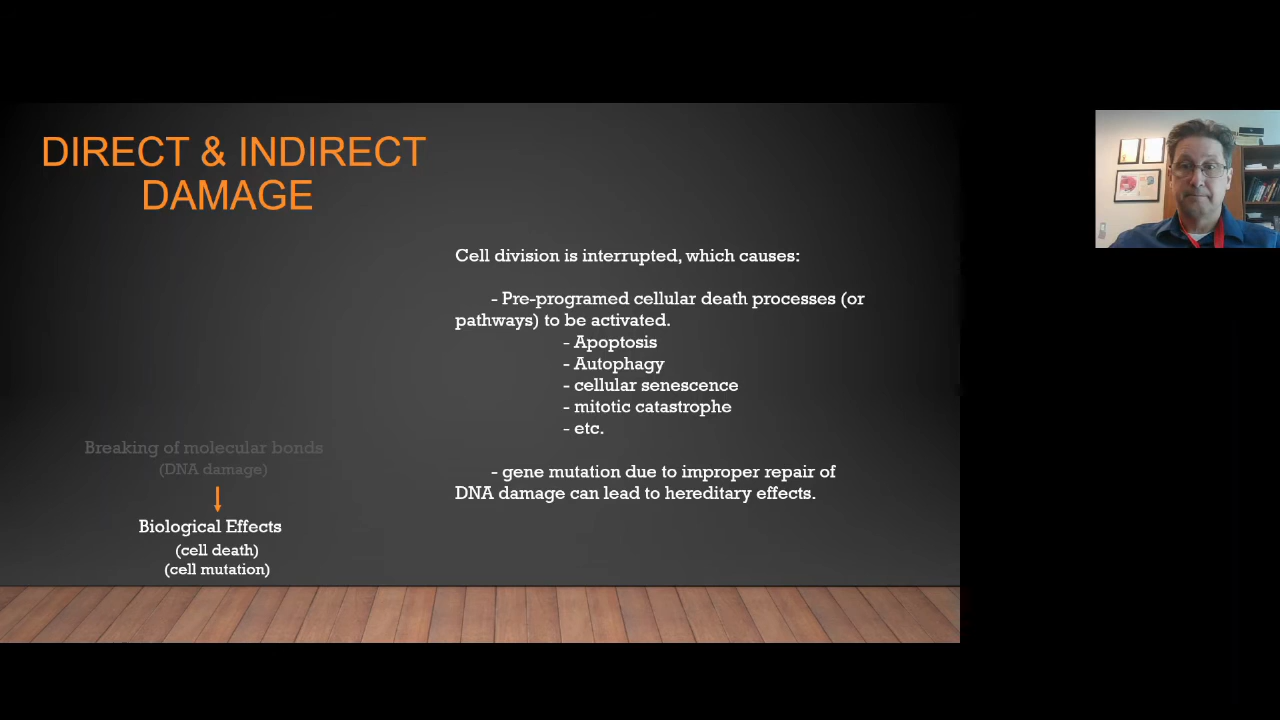 DIRECT & INDIRECT
DAMAGE
Cell division is interrupted, which causes:
- Pre-programed cellular death processes (or
pathways) to be activated.
- Apoptosis
- Autophagy
- cellular senescence
- mitotic catastrophe
- etc.
- gene mutation due to improper repair of
DNA damage can lead to hereditary effects.
Breaking of molecular bonds
(DNA damage)
Biological Effects
(cell death)
(cell mutation)